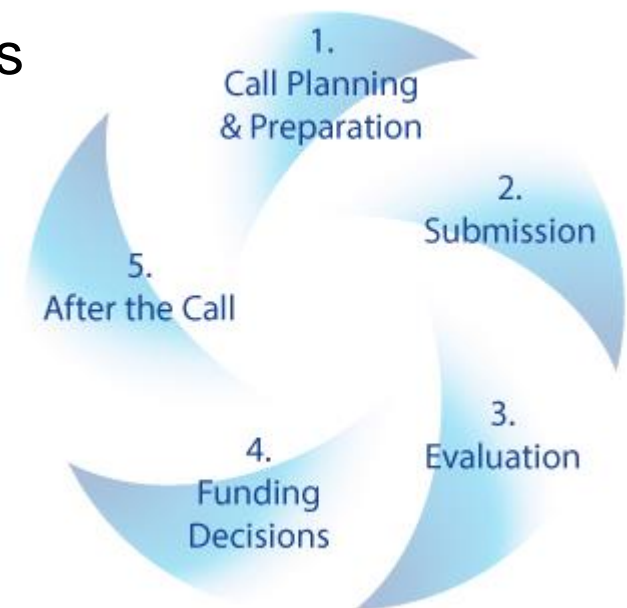 s
1.
Call Planning
& Preparation
2.
Submission
3.
Evaluation
4.
Funding
Decisions
5.
After the Call